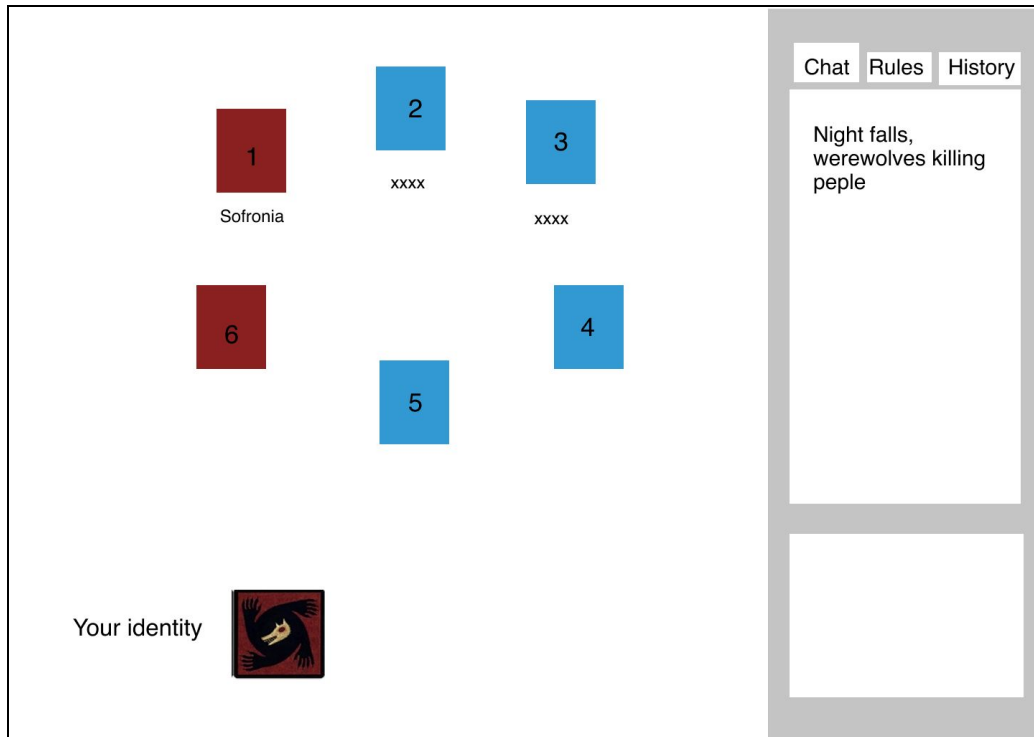 Chat Rules History
2
3
1
xxxx
Sofronia
xxxx
Night falls,
werewolves killing
peple
6
4
5
Your identity